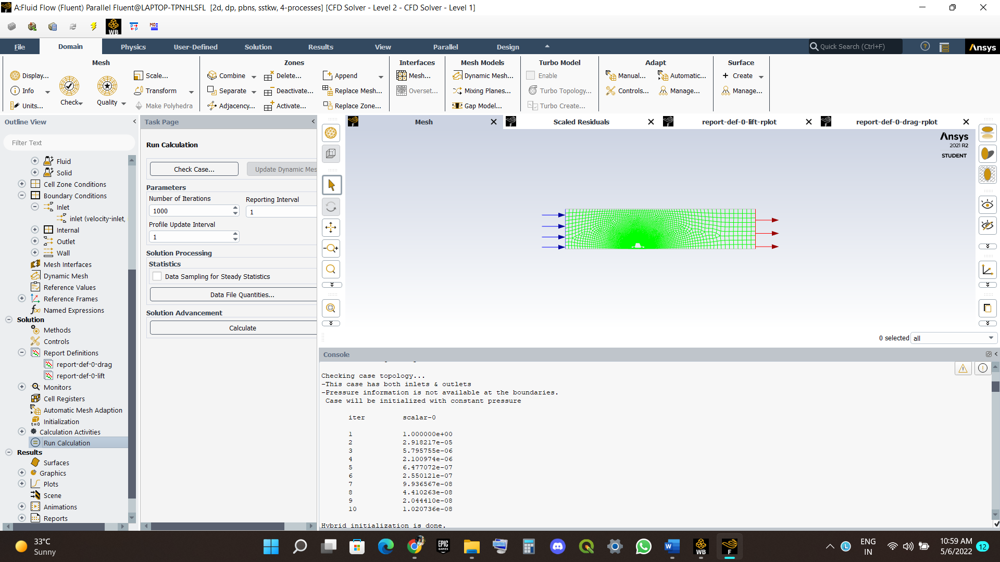 A:Fluid Flow (Fluent) Parallel Fluent@LAPTOP-TPNHLSFL [2d, dp, pbns, sstkw, 4-processes] [CFD Solver - Level 2 - CFD Solver - Level 1]
WB
File Domain Physics User-Defined Solution Results View Parallel Design Quick Search (Ctrl+F) Ansys
Mesh
Display...
Info
Units...
Check
Quality
Scale...
Transform
Make Polyhedra
Zones
Combine
Separate
Adjacency...
Delete...
Deactivate...
Activate...
Append
Replace Mesh...
Replace Zone...
Interfaces
Mesh...
Overset...
Mesh Models
Dynamic Mesh...
Mixing Planes...
Gap Model...
Turbo Model
Enable
Turbo Topology...
Turbo Create...
Adapt
Manual...
Controls...
Automatic...
Manage...
Surface
Create
Manage...
Outline View
Filter Text
Fluid
Solid
Cell Zone Conditions
Boundary Conditions
Inlet
inlet (velocity-inlet,
Internal
Outlet
Wall
Mesh Interfaces
Dynamic Mesh
Reference Values
Reference Frames
Named Expressions
Solution
Methods
Controls
Report Definitions
report-def-0-drag
report-def-0-lift
Monitors
Cell Registers
Automatic Mesh Adaption
Initialization
Calculation Activities
Run Calculation
Results
Surfaces
Graphics
Plots
Scene
Animations
Reports
Task Page
Run Calculation
Check Case...
Update Dynamic Mes
Parameters
Number of Iterations
1000
Reporting Interval
1
Profile Update Interval
1
Solution Processing
Statistics
Data Sampling for Steady Statistics
Data File Quantities...
Solution Advancement
Calculate
Mesh
Scaled Residuals
report-def-0-lift-rplot
report-def-0-drag-rplot
Ansys
2021 R2
STUDENT
0 selected all
Console
Checking case topology...
-This case has both inlets & outlets
-Pressure information is not available at the boundaries.
Case will be initialized with constant pressure
iter scalar-0
1 1.000000e+00
2 2.918217e-05
3 5.795755e-06
4 2.100974e-06
5 6.477072e-07
6 2.550121e-07
7 9.936567e-08
8 4.410263e-08
9 2.044410e-08
10 1.020736e-08
Hybrid initialization is done.
33°C
Sunny
EPIC
GAMES
WB
F
ENG
IN
10:59 AM
5/6/2022
12